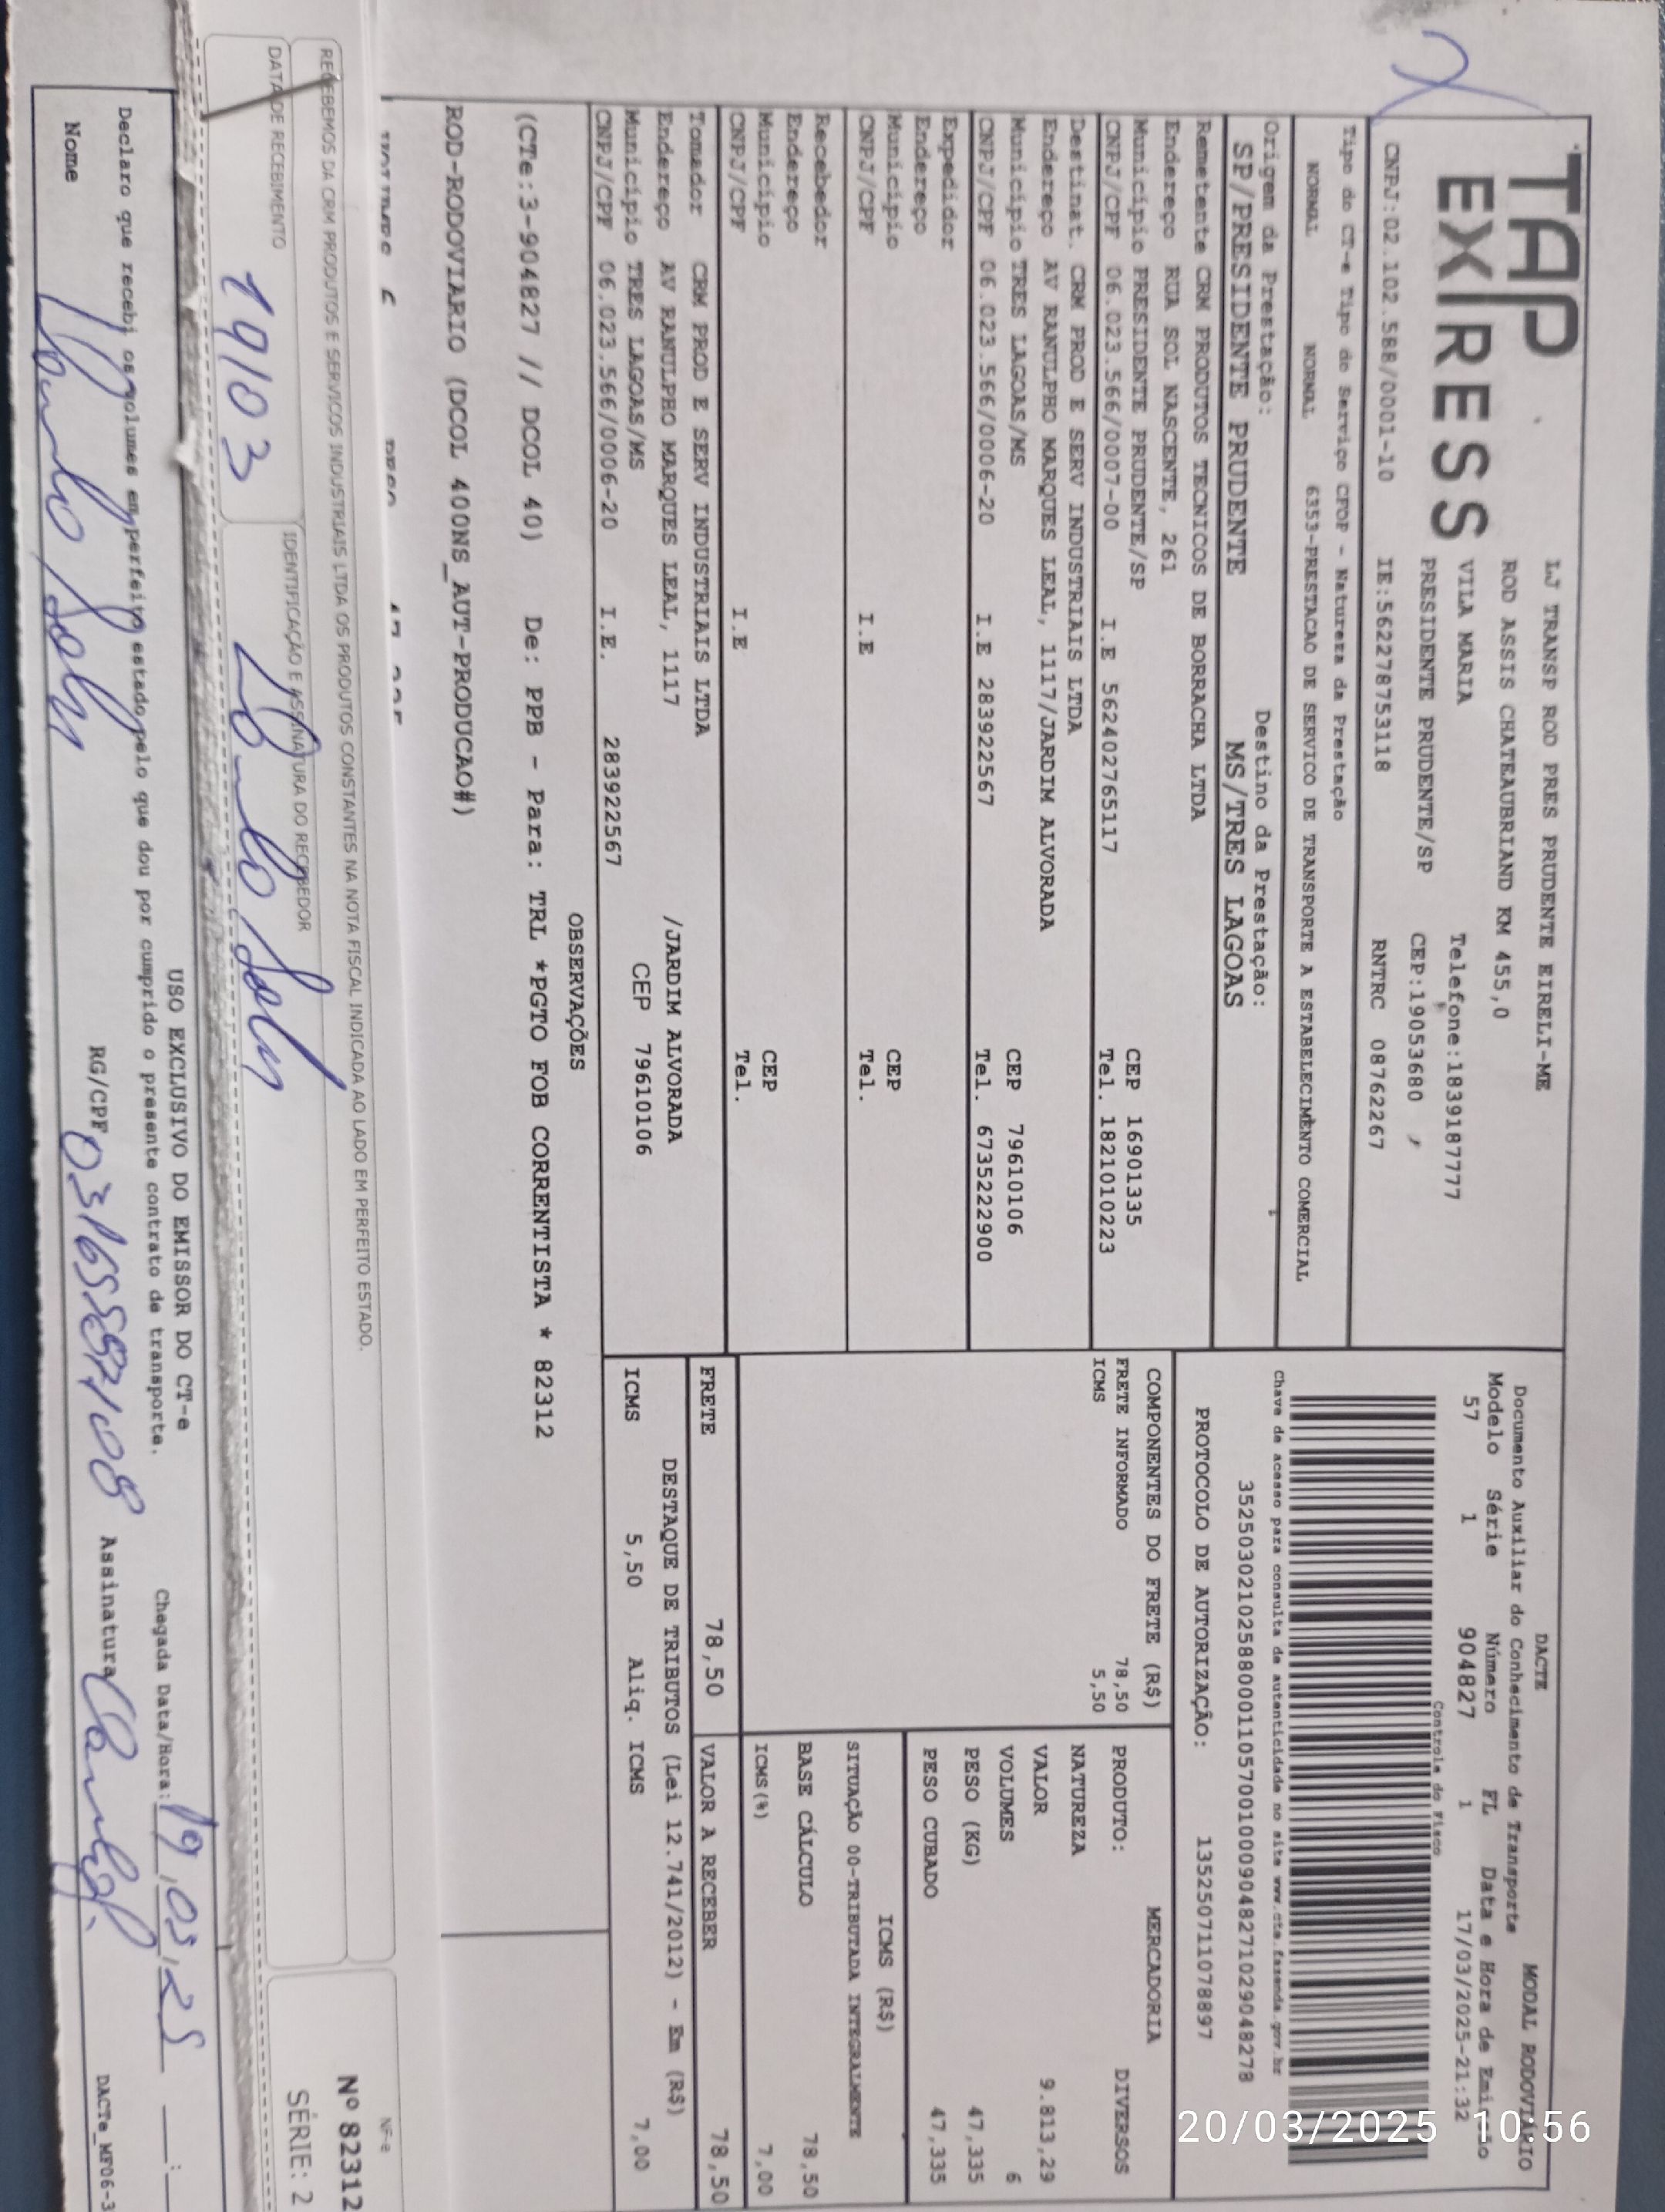 TAP
EXPRESS
LJ TRANSP ROD PRES PRUDENTE EIRELI-ME
ROD ASSIS CHATEAUBRIAND KM 455,0
VILA MARIA Telefone:1839187777
PRESIDENTE PRUDENTE/SP CEP:19053680
CNPJ:02.102.588/0001-10 IE:562278753118 RNTRC 08762267
DACTE MODAL RODOVIÁRIO
Documento Auxiliar do Conhecimento de Transporte
Modelo Série Número FL Data e Hora de Emissão
57 1 904827 1 17/03/2025-21:32
Controle do Fisco
Tipo do CT-e Tipo do Serviço CFOP - Natureza da Prestação
NORMAL NORMAL 6353-PRESTACAO DE SERVICO DE TRANSPORTE A ESTABELECIMENTO COMERCIAL
Chave de acesso para consulta de autenticidade no site www.cte.fazenda.gov.br
35250302102588000110570010009048271029048278
Origem da Prestação: Destino da Prestação:
SP/PRESIDENTE PRUDENTE MS/TRES LAGOAS
PROTOCOLO DE AUTORIZAÇÃO: 135250711078897
Remetente CRM PRODUTOS TECNICOS DE BORRACHA LTDA
Endereço RUA SOL NASCENTE, 261
Município PRESIDENTE PRUDENTE/SP CEP 16901335
CNPJ/CPF 06.023.566/0007-00 I.E 562402765117 Tel. 1821010223
Destinat. CRM PROD E SERV INDUSTRIAIS LTDA
Endereço AV RANULPHO MARQUES LEAL, 1117/JARDIM ALVORADA
Município TRES LAGOAS/MS CEP 79610106
CNPJ/CPF 06.023.566/0006-20 I.E 283922567 Tel. 673522900
Expedidor
Endereço
Município CEP
CNPJ/CPF I.E Tel.
Recebedor
Endereço
Município CEP
CNPJ/CPF I.E Tel.
Tomador CRM PROD E SERV INDUSTRIAIS LTDA
Endereço AV RANULPHO MARQUES LEAL, 1117 /JARDIM ALVORADA
Município TRES LAGOAS/MS CEP 79610106
CNPJ/CPF 06.023.566/0006-20 I.E. 283922567
COMPONENTES DO FRETE (R$)
FRETE INFORMADO 78,50
ICMS 5,50
MERCADORIA
PRODUTO: DIVERSOS
NATUREZA
VALOR 9.813,29
VOLUMES 6
PESO (KG) 47,335
PESO CUBADO 47,335
ICMS (R$)
SITUAÇÃO 00-TRIBUTADA INTEGRALMENTE
BASE CÁLCULO 78,50
ICMS(%) 7,00
FRETE 78,50 VALOR A RECEBER 78,50
DESTAQUE DE TRIBUTOS (Lei 12.741/2012) - Em (R$)
ICMS 5,50 Aliq. ICMS 7,00
OBSERVAÇÕES
(CTe:3-904827 // DCOL 40) De: PPB - Para: TRL *PGTO FOB CORRENTISTA * 82312
ROD-RODOVIARIO (DCOL 400NS_AUT-PRODUCAO#)
RECEBEMOS DA CRM PRODUTOS E SERVICOS INDUSTRIAIS LTDA OS PRODUTOS CONSTANTES NA NOTA FISCAL INDICADA AO LADO EM PERFEITO ESTADO.
DATA DE RECEBIMENTO IDENTIFICAÇÃO E ASSINATURA DO RECEBEDOR
19/03
NF-e
Nº 82312
SÉRIE: 2
USO EXCLUSIVO DO EMISSOR DO CT-e
Declaro que recebi os volumes em perfeito estado pelo que dou por cumprido o presente contrato de transporte.
Chegada Data/Hora: 19,03,25 __:__
Nome RG/CPF Assinatura
DACTe_MF06-3
20/03/2025 10:56